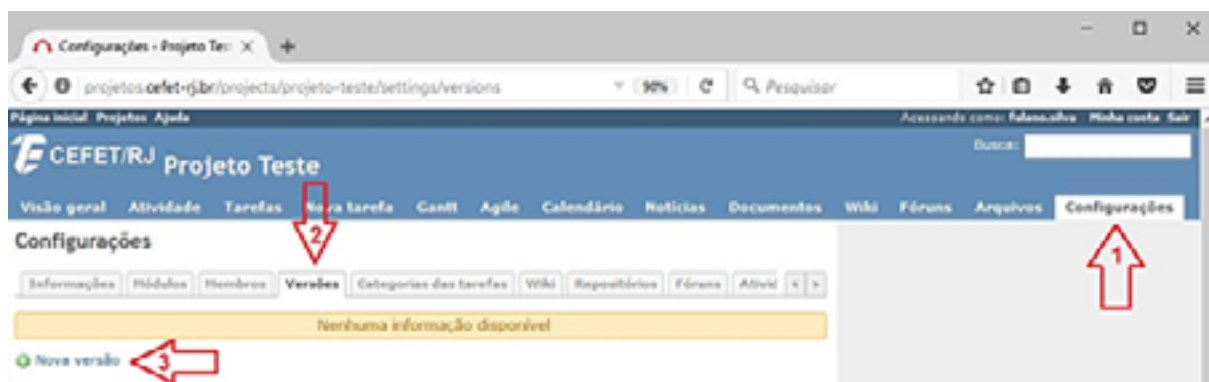 Configurações - Projeto Tes
projetos.cefet-rj.br/projects/projeto-teste/settings/versions 90% Pesquisar
Página inicial Projetos Ajuda Acessando como: fulano.silva Minha conta Sair
CEFET/RJ Projeto Teste Busca:
Visão geral Atividade Tarefas Nova tarefa Gantt Agile Calendário Notícias Documentos Wiki Fóruns Arquivos Configurações
Configurações 2 1
Informações Módulos Membros Versões Categorias das tarefas Wiki Repositórios Fóruns Ativid
Nenhuma informação disponível
Nova versão 3